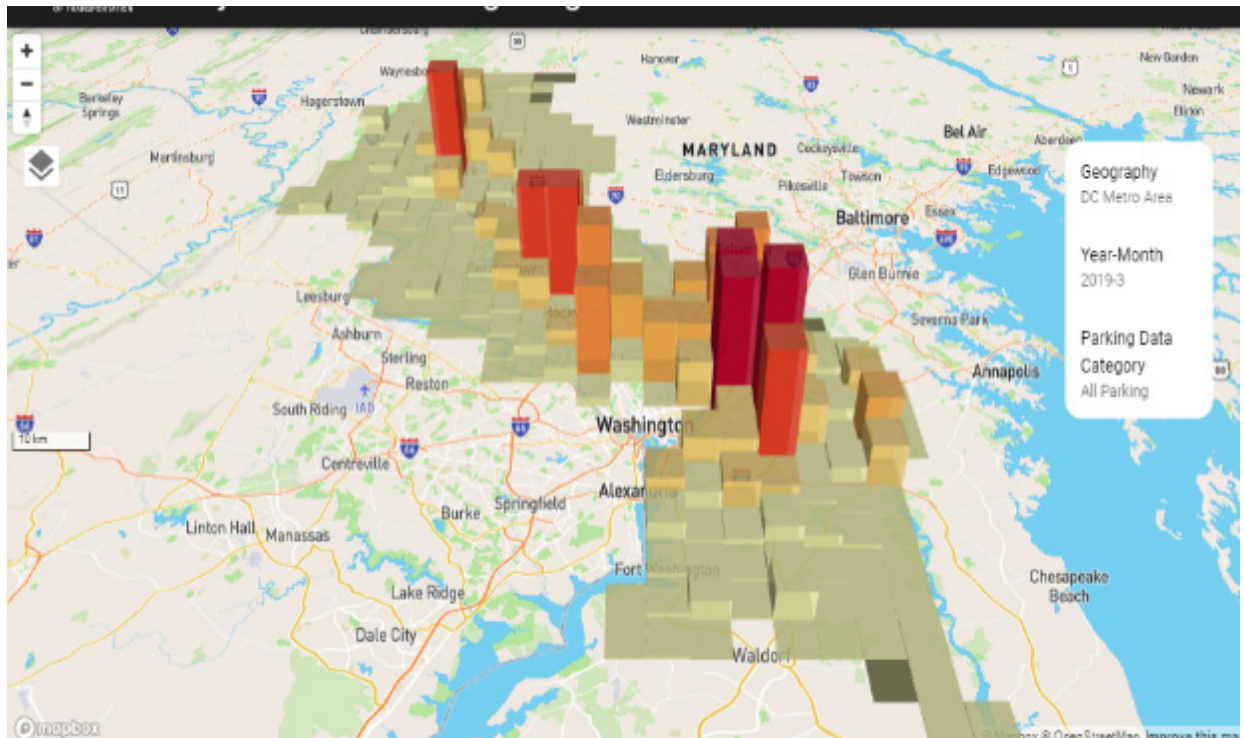 Hanover
New Garden
Waynesboro
Newark
Elkton
Berkeley
Springs
Hagerstown
Westminster
Bel Air
Aberdeen
Martinsburg
MARYLAND
Cockeysville
Eldersburg
Towson
Edgewood
Pikesville
Geography
DC Metro Area
Baltimore
Essex
Year-Month
2019-3
Glen Burnie
Leesburg
Severna Park
Ashburn
Parking Data
Category
All Parking
Sterling
Reston
Annapolis
IAD
South Riding
Washington
10 km
Centreville
Alexandria
Springfield
Burke
Linton Hall
Manassas
Fort Washington
Lake Ridge
Chesapeake
Beach
Dale City
Waldorf
mapbox
© Mapbox © OpenStreetMap Improve this ma